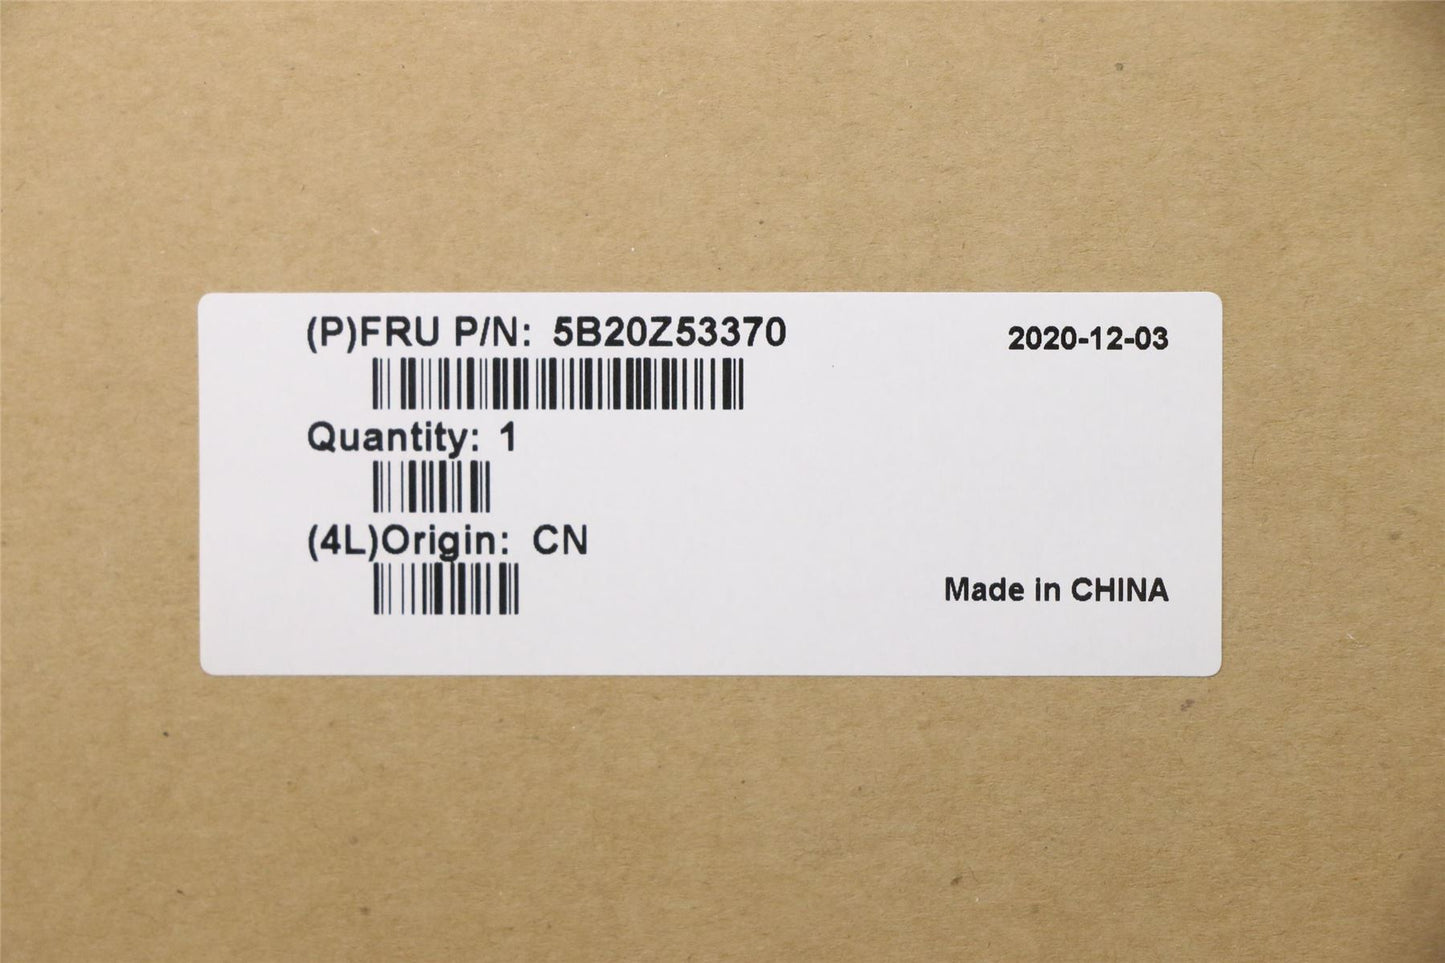 (P)FRU P/N: 5B20Z53370
2020-12-03
Quantity: 1
(4L)Origin: CN
Made in CHINA